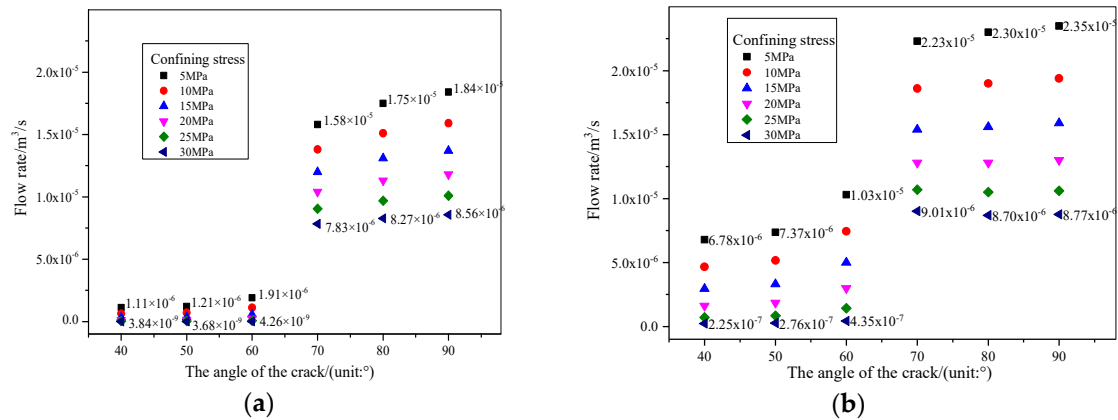 Confining stress
5MPa
10MPa
15MPa
20MPa
25MPa
30MPa
2.0x10⁻⁵
1.5x10⁻⁵
1.0x10⁻⁵
5.0x10⁻⁶
0.0
Flow rate/m³/s
1.58×10⁻⁵
1.75×10⁻⁵
1.84×10⁻⁵
7.83×10⁻⁶
8.27×10⁻⁶
8.56×10⁻⁶
1.11×10⁻⁶
1.21×10⁻⁶
1.91×10⁻⁶
3.84×10⁻⁹
3.68×10⁻⁹
4.26×10⁻⁹
40 50 60 70 80 90
The angle of the crack/(unit:°)
(a)
Confining stress
5MPa
10MPa
15MPa
20MPa
25MPa
30MPa
2.0x10⁻⁵
1.5x10⁻⁵
1.0x10⁻⁵
5.0x10⁻⁶
0.0
Flow rate/m³/s
2.23x10⁻⁵
2.30x10⁻⁵
2.35x10⁻⁵
1.03x10⁻⁵
6.78x10⁻⁶
7.37x10⁻⁶
9.01x10⁻⁶
8.70x10⁻⁶
8.77x10⁻⁶
2.25x10⁻⁷
2.76x10⁻⁷
4.35x10⁻⁷
40 50 60 70 80 90
The angle of the crack/(unit:°)
(b)